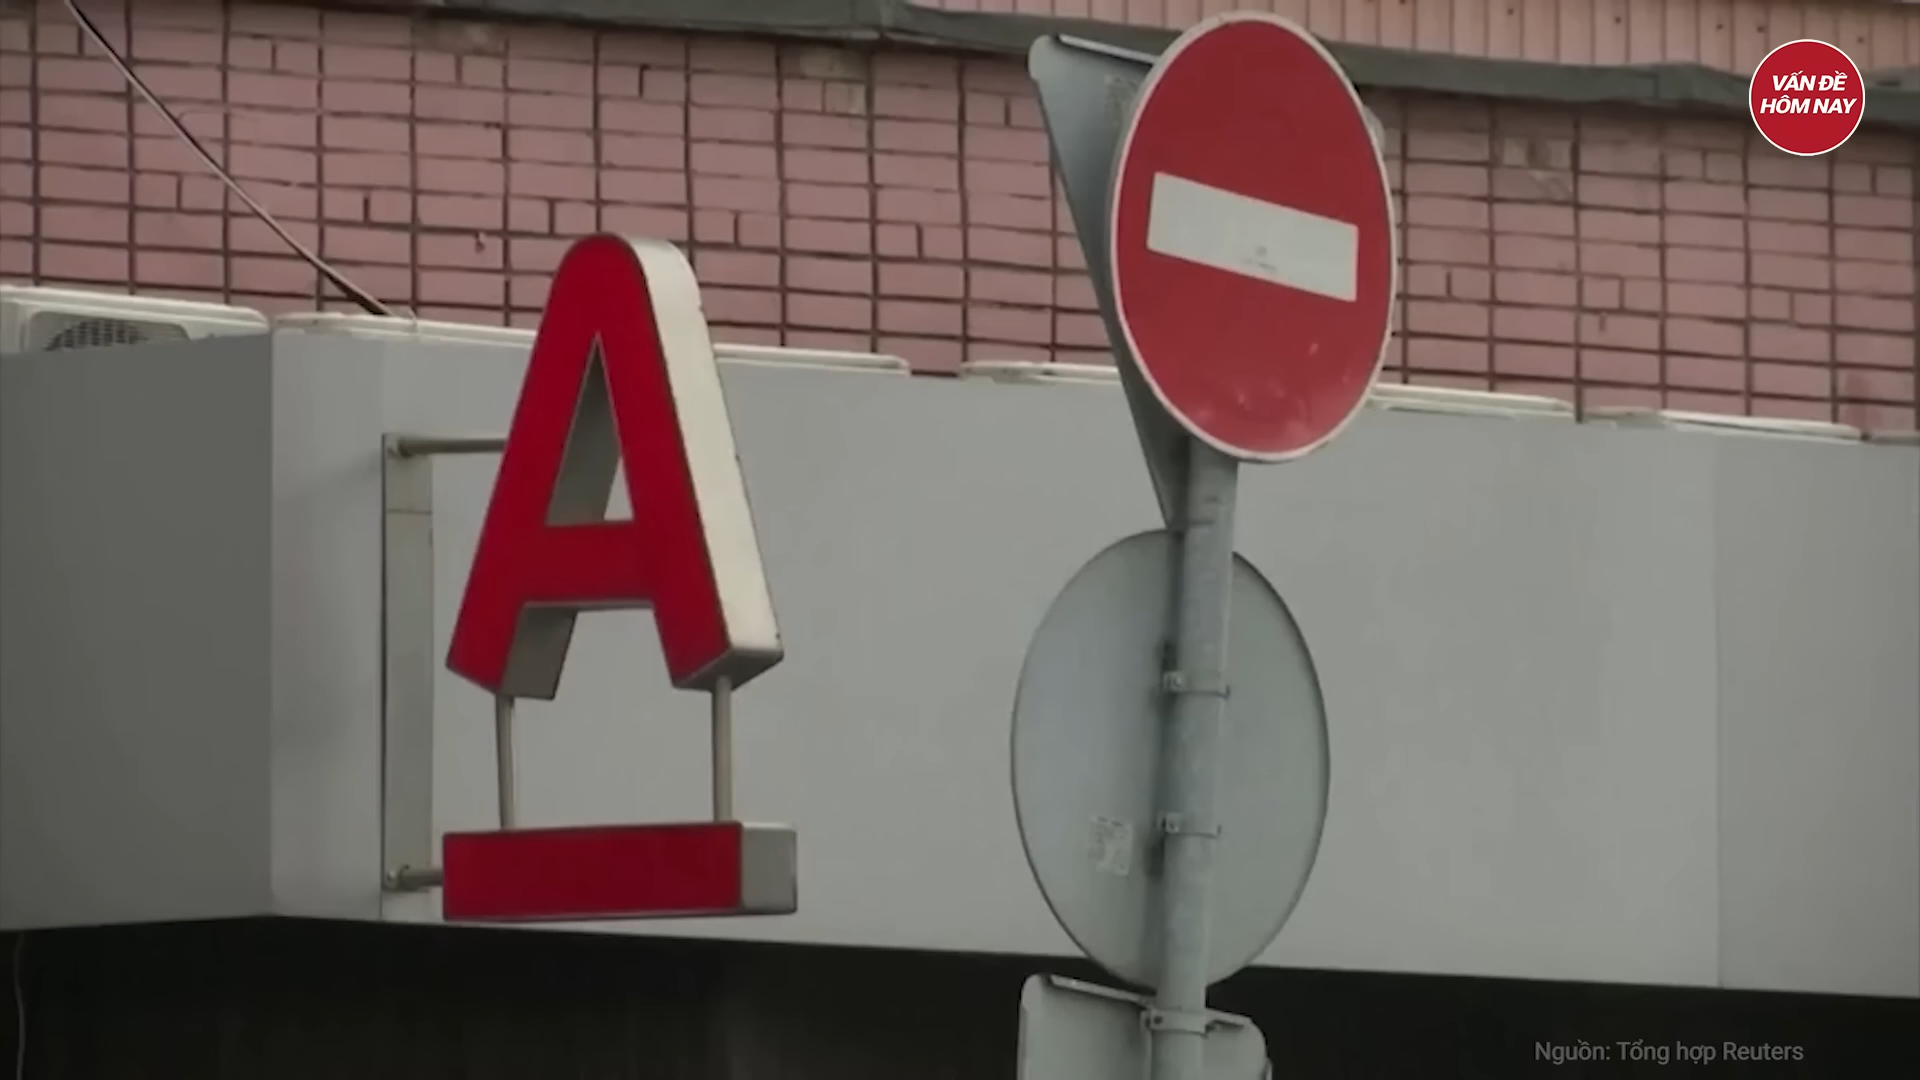 VẤN ĐỀ
HÔM NAY
A
Nguồn: Tổng hợp Reuters